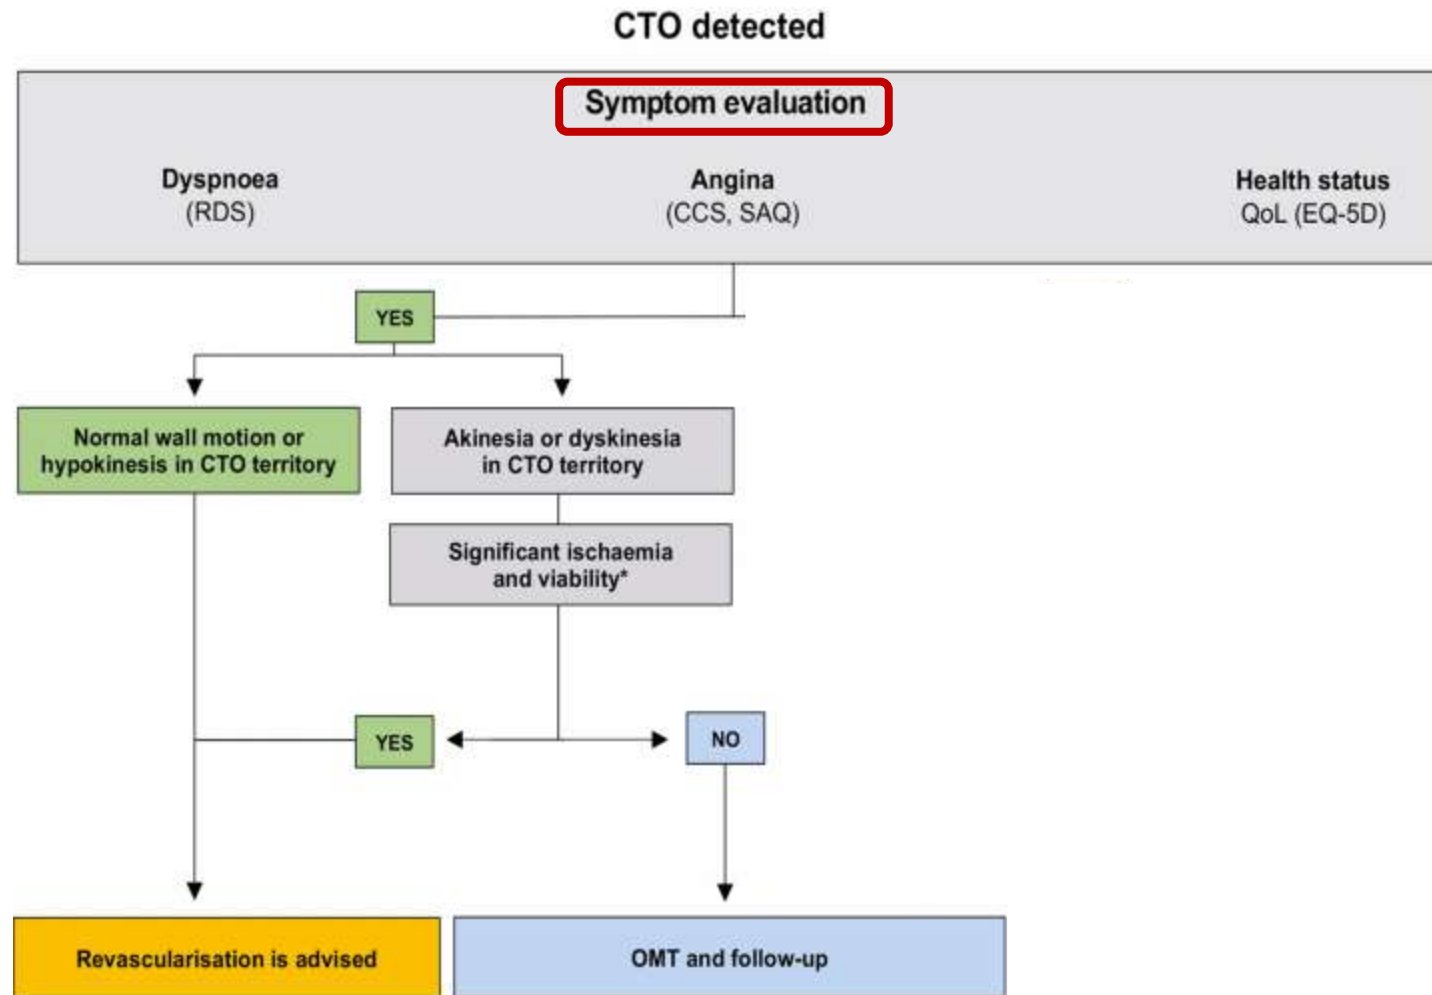 CTO detected
Symptom evaluation
Dyspnoea
(RDS)
Angina
(CCS, SAQ)
Health status
QoL (EQ-5D)
YES
Normal wall motion or
hypokinesis in CTO territory
Akinesia or dyskinesia
in CTO territory
Significant ischaemia
and viability*
YES
NO
Revascularisation is advised
OMT and follow-up